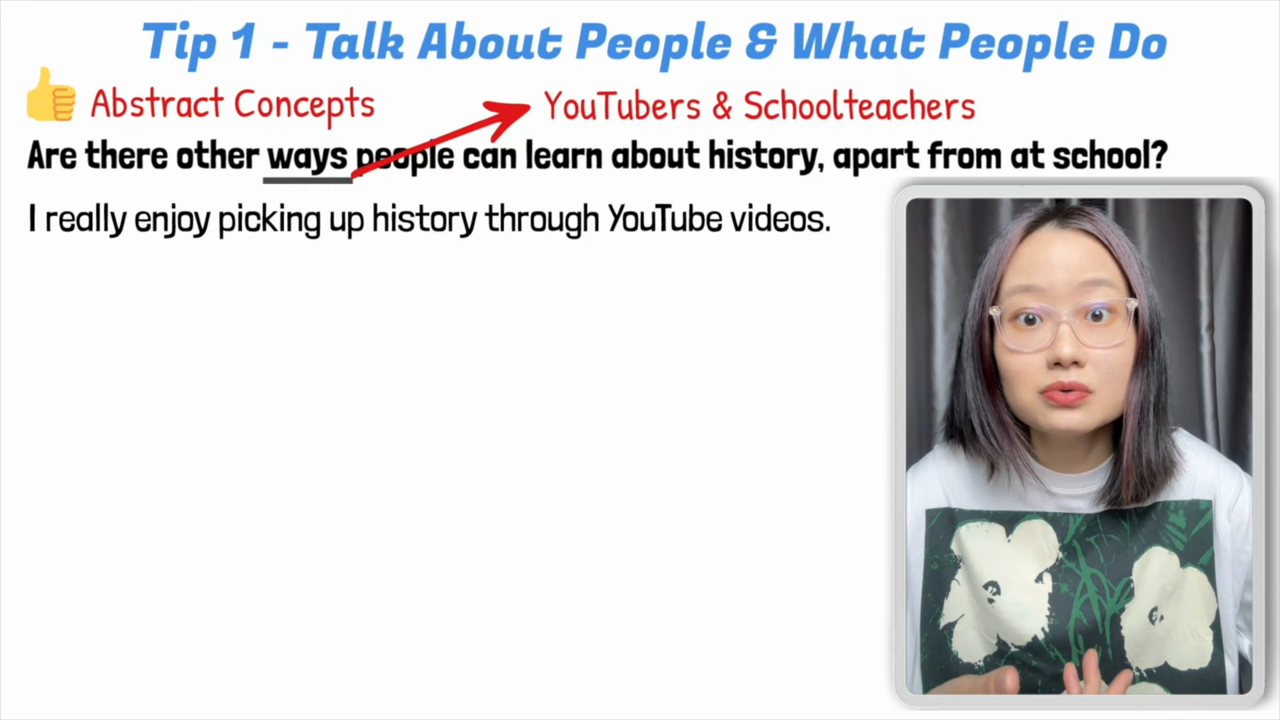 Tip 1 - Talk About People & What People Do
Abstract Concepts
YouTubers & Schoolteachers
Are there other ways people can learn about history, apart from at school?
I really enjoy picking up history through YouTube videos.